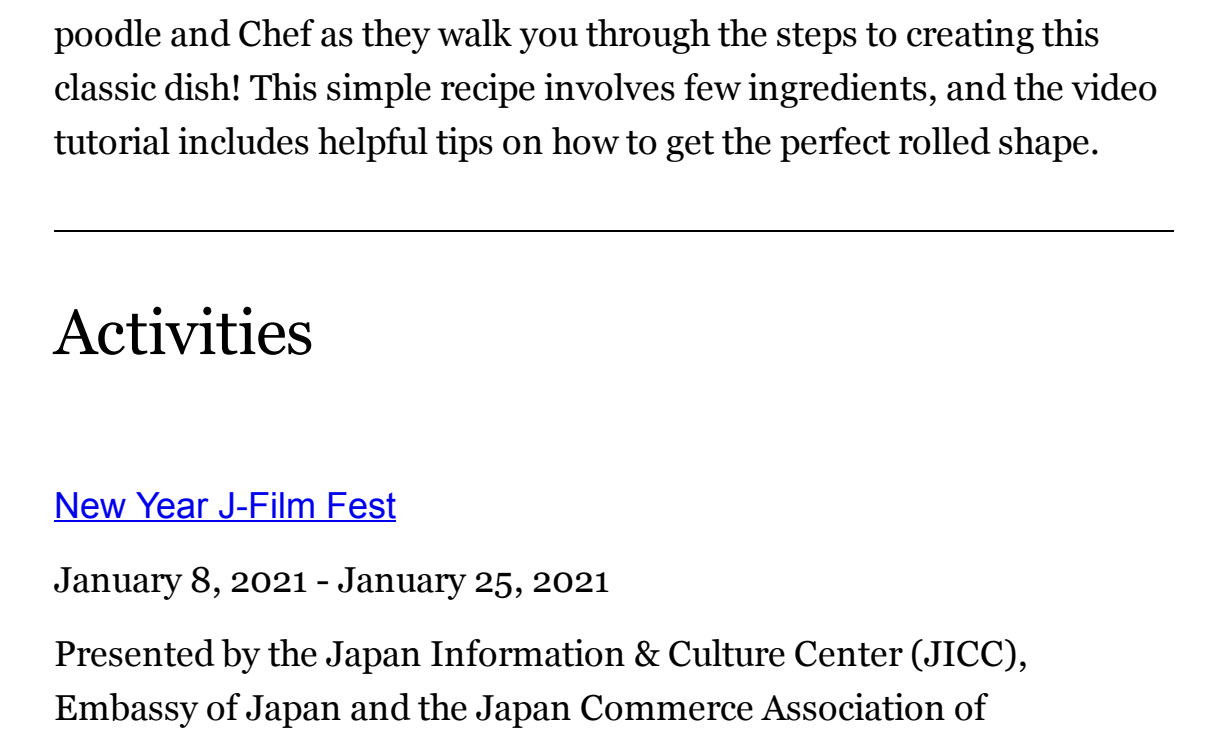 poodle and Chef as they walk you through the steps to creating this
classic dish! This simple recipe involves few ingredients, and the video
tutorial includes helpful tips on how to get the perfect rolled shape.
Activities
New Year J-Film Fest
January 8, 2021 - January 25, 2021
Presented by the Japan Information & Culture Center (JICC),
Embassy of Japan and the Japan Commerce Association of